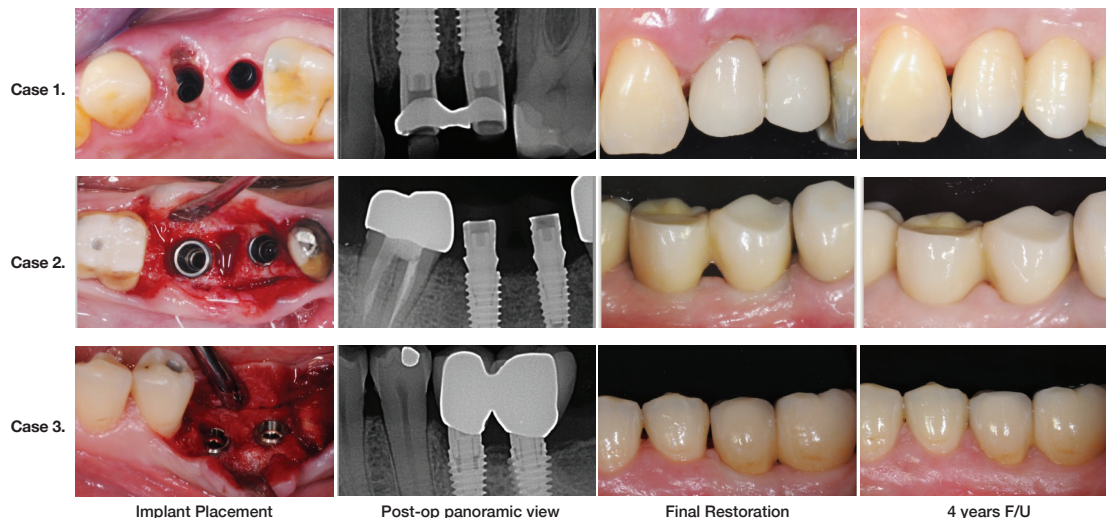 Case 1.
Case 2.
Case 3.
Implant Placement
Post-op panoramic view
Final Restoration
4 years F/U